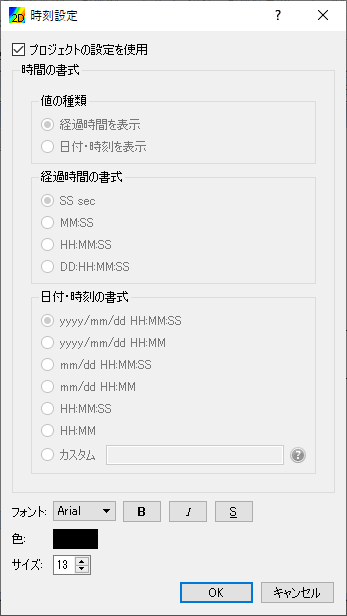 2D 時刻設定 ?
プロジェクトの設定を使用
時間の書式
値の種類
経過時間を表示
日付・時刻を表示
経過時間の書式
SS sec
MM:SS
HH:MM:SS
DD:HH:MM:SS
日付・時刻の書式
yyyy/mm/dd HH:MM:SS
yyyy/mm/dd HH:MM
mm/dd HH:MM:SS
mm/dd HH:MM
HH:MM:SS
HH:MM
カスタム ?
フォント: Arial B I S
色:
サイズ: 13
OK キャンセル